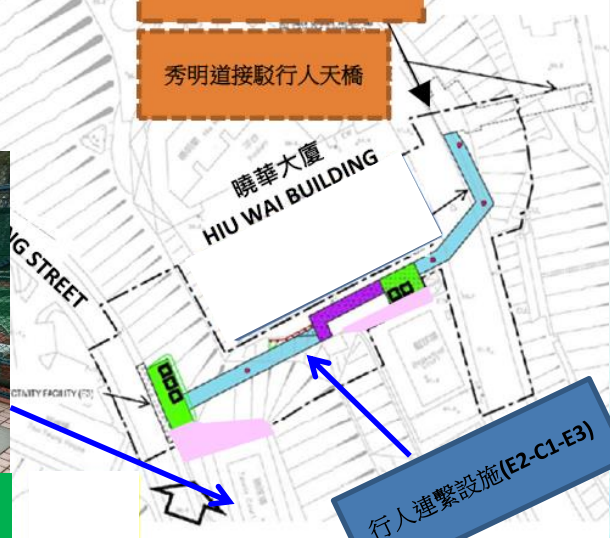 秀明道接駁行人天橋
曉華大廈
HIU WAI BUILDING
NG STREET
CTIVITY FACILITY (E3)
行人連繫設施(E2-C1-E3)